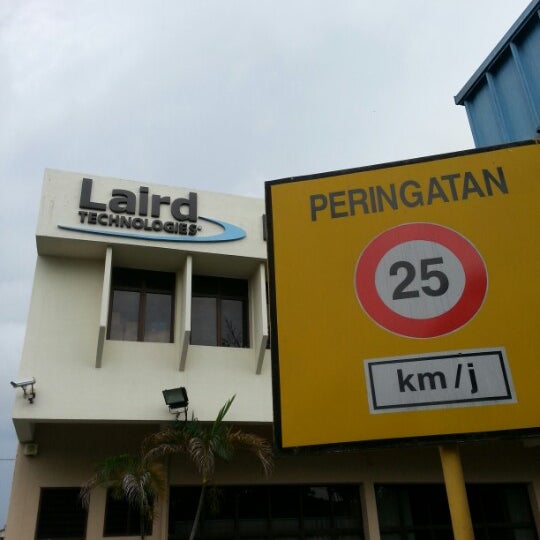 Laird
TECHNOLOGIES
PERINGATAN
25
km/j